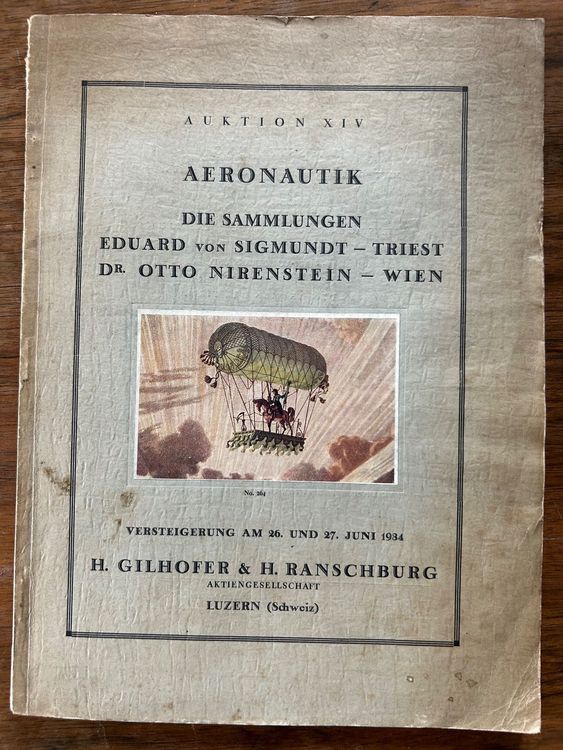 AUKTION XIV
AERONAUTIK
DIE SAMMLUNGEN
EDUARD VON SIGMUNDT – TRIEST
DR. OTTO NIRENSTEIN – WIEN
No. 264
VERSTEIGERUNG AM 26. UND 27. JUNI 1934
H. GILHOFER & H. RANSCHBURG
AKTIENGESELLSCHAFT
LUZERN (Schweiz)